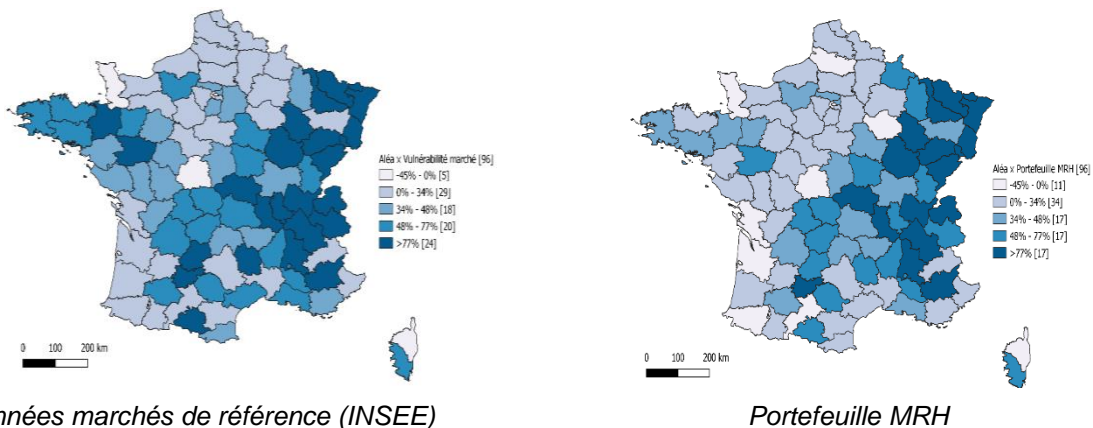 Aléa x Vulnérabilité marché [96]
-45% - 0% [5]
0% - 34% [29]
34% - 48% [18]
48% - 77% [20]
>77% [24]
0 100 200 km
Aléa x Portefeuille MRH [96]
-45% - 0% [11]
0% - 34% [34]
34% - 48% [17]
48% - 77% [17]
>77% [17]
0 100 200 km
nnées marchés de référence (INSEE)
Portefeuille MRH